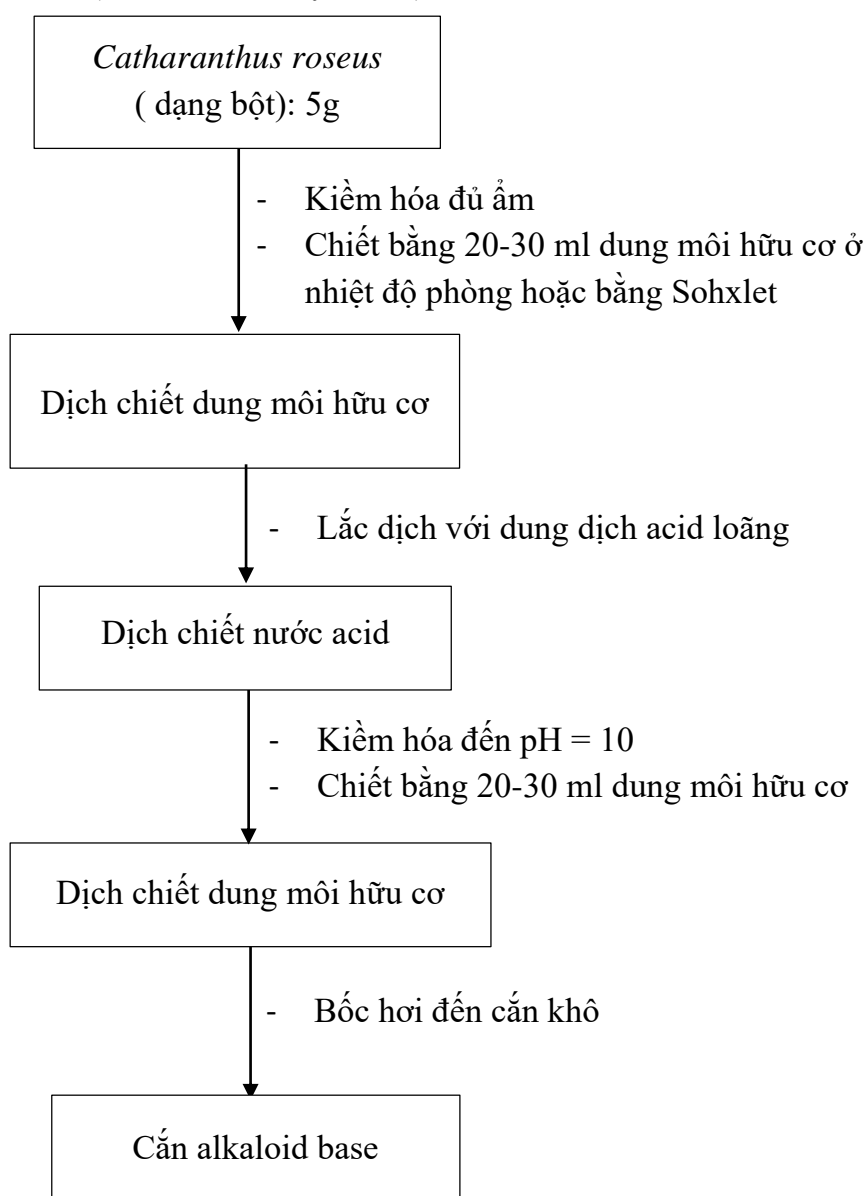 Catharanthus roseus
( dạng bột): 5g
- Kiềm hóa đủ ẩm
- Chiết bằng 20-30 ml dung môi hữu cơ ở
nhiệt độ phòng hoặc bằng Sohxlet
Dịch chiết dung môi hữu cơ
- Lắc dịch với dung dịch acid loãng
Dịch chiết nước acid
- Kiềm hóa đến pH = 10
- Chiết bằng 20-30 ml dung môi hữu cơ
Dịch chiết dung môi hữu cơ
- Bốc hơi đến cắn khô
Cắn alkaloid base